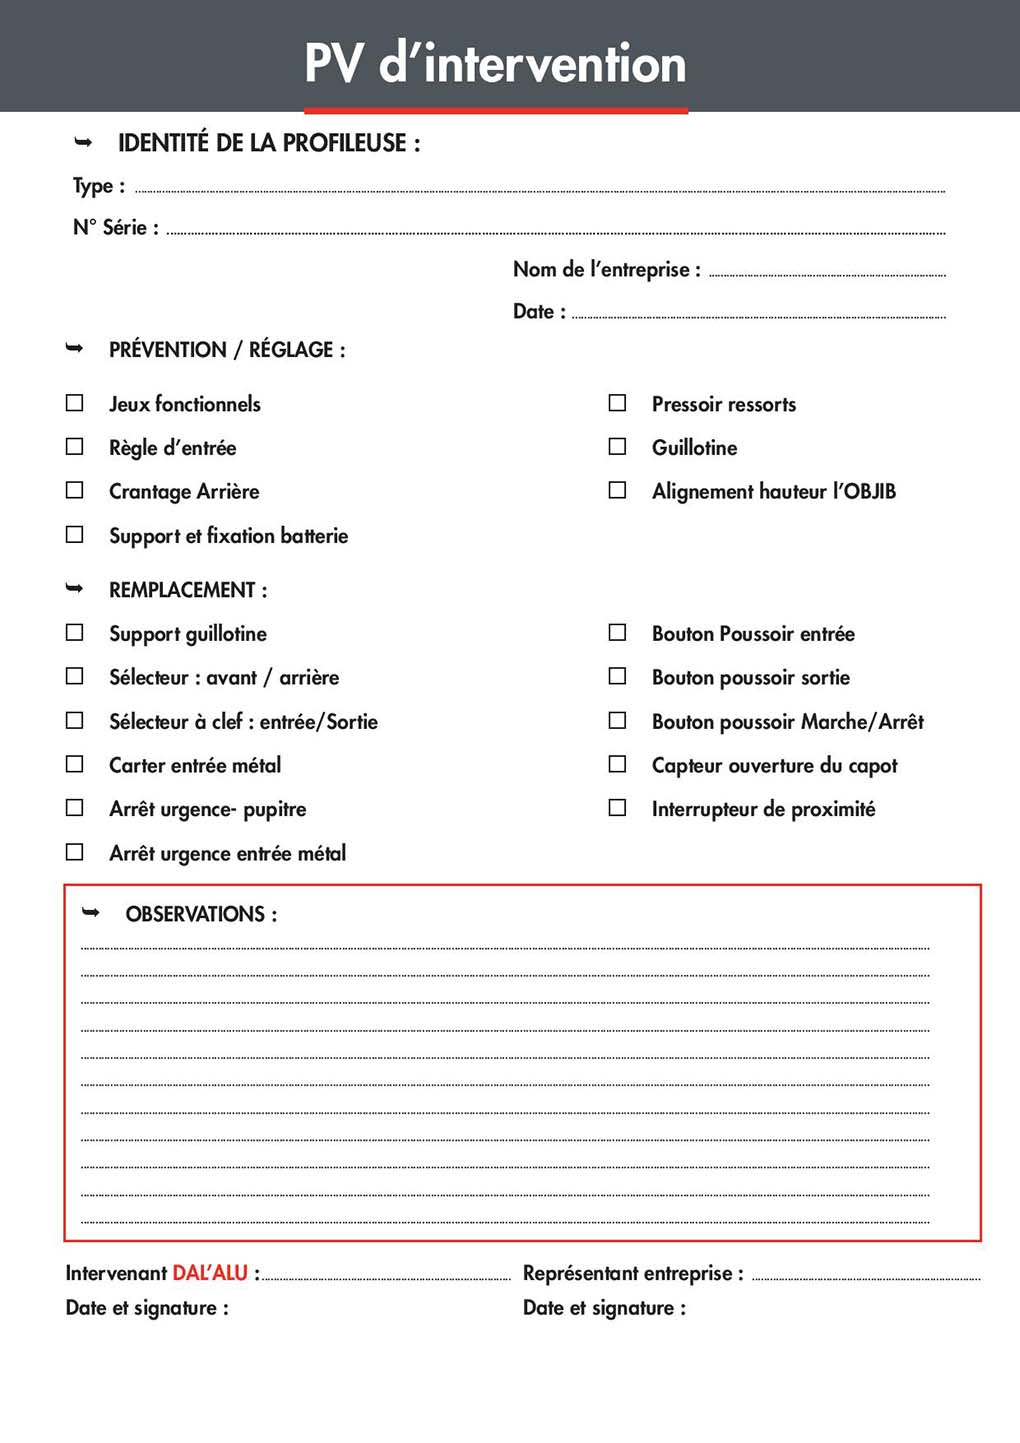 PV d’intervention
➥ IDENTITÉ DE LA PROFILEUSE :
Type :
N° Série :
Nom de l’entreprise :
Date :
➥ PRÉVENTION / RÉGLAGE :
☐ Jeux fonctionnels
☐ Pressoir ressorts
☐ Règle d’entrée
☐ Guillotine
☐ Crantage Arrière
☐ Alignement hauteur l’OBJIB
☐ Support et fixation batterie
➥ REMPLACEMENT :
☐ Support guillotine
☐ Bouton Poussoir entrée
☐ Sélecteur : avant / arrière
☐ Bouton poussoir sortie
☐ Sélecteur à clef : entrée/Sortie
☐ Bouton poussoir Marche/Arrêt
☐ Carter entrée métal
☐ Capteur ouverture du capot
☐ Arrêt urgence- pupitre
☐ Interrupteur de proximité
☐ Arrêt urgence entrée métal
➥ OBSERVATIONS :
Intervenant DAL’ALU :
Représentant entreprise :
Date et signature :
Date et signature :